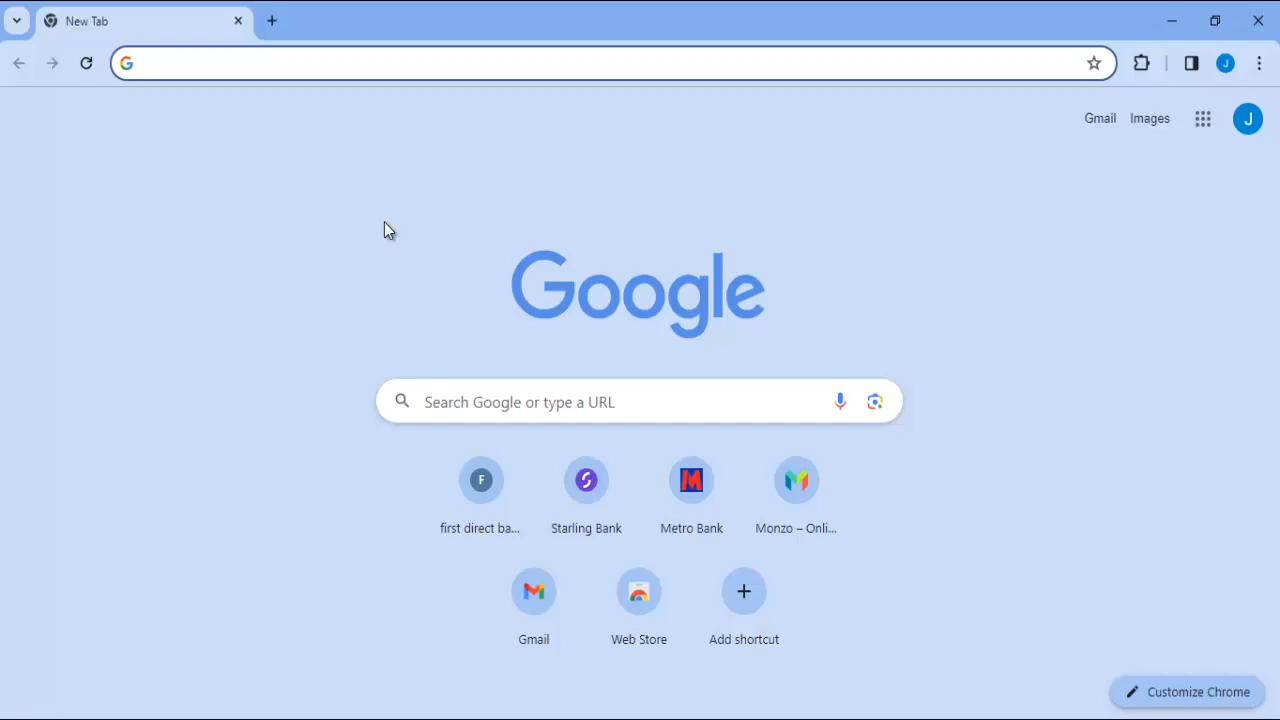 New Tab
J
Gmail Images
J
Google
Search Google or type a URL
F
first direct ba... Starling Bank Metro Bank Monzo – Onli...
Gmail Web Store Add shortcut
Customize Chrome